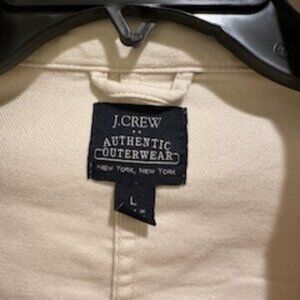 J.CREW
AUTHENTIC
OUTERWEAR
NEW YORK, NEW YORK
L